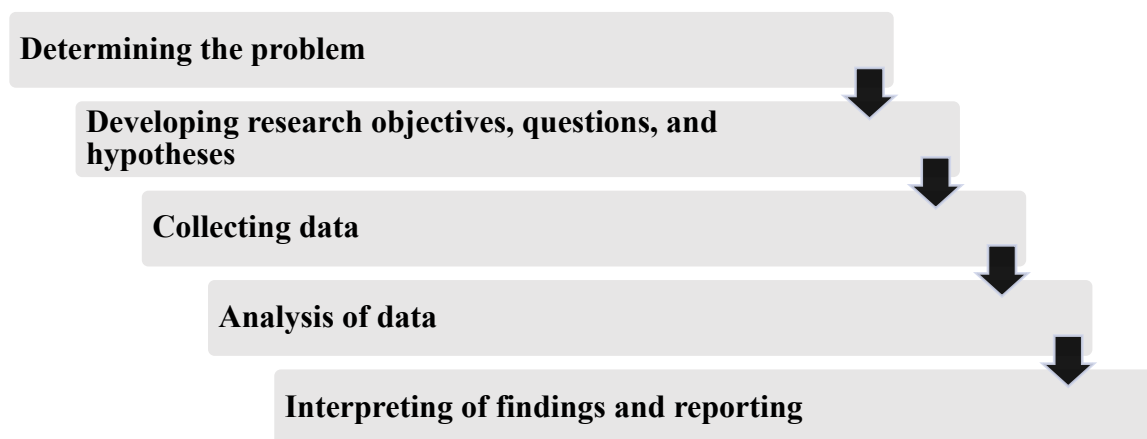 Determining the problem
Developing research objectives, questions, and
hypotheses
Collecting data
Analysis of data
Interpreting of findings and reporting